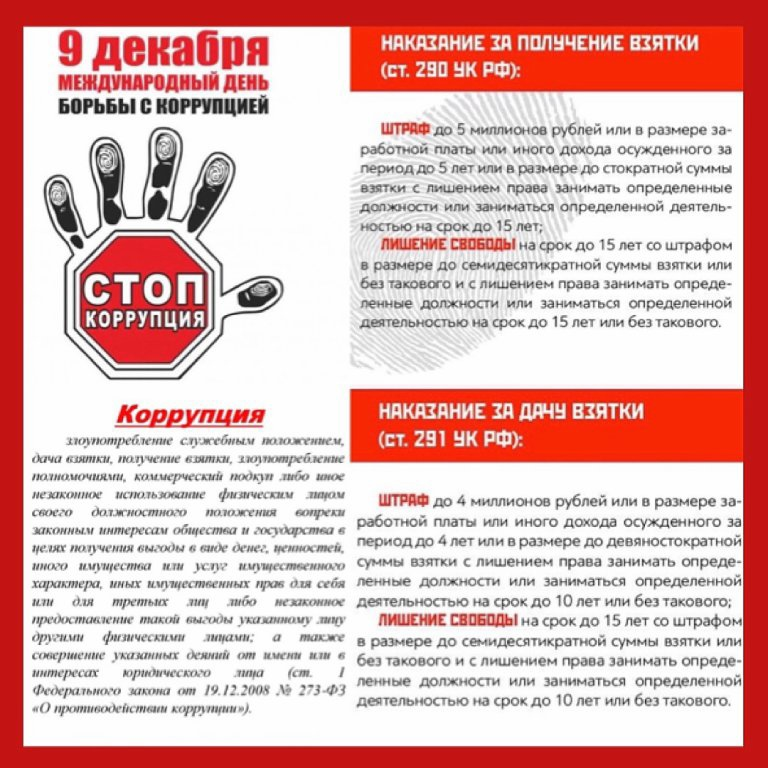 9 декабря
МЕЖДУНАРОДНЫЙ ДЕНЬ
БОРЬБЫ С КОРРУПЦИЕЙ
СТОП
КОРРУПЦИЯ
Коррупция
злоупотребление служебным положением,
дача взятки, получение взятки, злоупотребление
полномочиями, коммерческий подкуп либо иное
незаконное использование физическим лицом
своего должностного положения вопреки
законным интересам общества и государства в
целях получения выгоды в виде денег, ценностей,
иного имущества или услуг имущественного
характера, иных имущественных прав для себя
или для третьих лиц либо незаконное
предоставление такой выгоды указанному лицу
другими физическими лицами; а также
совершение указанных деяний от имени или в
интересах юридического лица (ст. 1
Федерального закона от 19.12.2008 № 273-ФЗ
«О противодействии коррупции»).
НАКАЗАНИЕ ЗА ПОЛУЧЕНИЕ ВЗЯТКИ
(ст. 290 УК РФ):
ШТРАФ до 5 миллионов рублей или в размере за-
работной платы или иного дохода осужденного за
период до 5 лет или в размере до стократной суммы
взятки с лишением права занимать определенные
должности или заниматься определенной деятель-
ностью на срок до 15 лет;
ЛИШЕНИЕ СВОБОДЫ на срок до 15 лет со штрафом
в размере до семидесятикратной суммы взятки или
без такового и с лишением права занимать опреде-
ленные должности или заниматься определенной
деятельностью на срок до 15 лет или без такового.
НАКАЗАНИЕ ЗА ДАЧУ ВЗЯТКИ
(ст. 291 УК РФ):
ШТРАФ до 4 миллионов рублей или в размере за-
работной платы или иного дохода осужденного за
период до 4 лет или в размере до девяностократной
суммы взятки с лишением права занимать опреде-
ленные должности или заниматься определенной
деятельностью на срок до 10 лет или без такового;
ЛИШЕНИЕ СВОБОДЫ на срок до 15 лет со штрафом
в размере до семидесятикратной суммы взятки или
без такового и с лишением права занимать опреде-
ленные должности или заниматься определенной
деятельностью на срок до 10 лет или без такового.